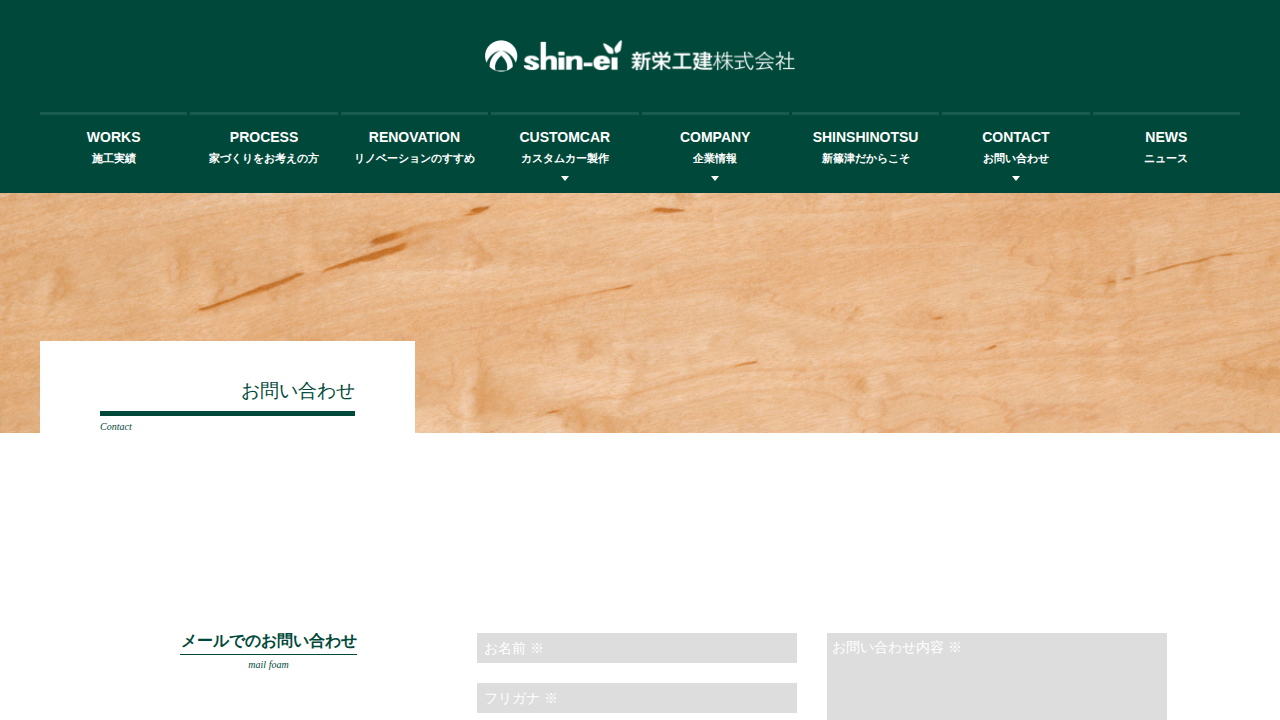 shin-ei 新栄工建株式会社
WORKS PROCESS RENOVATION CUSTOMCAR COMPANY SHINSHINOTSU CONTACT NEWS
施工実績 家づくりをお考えの方 リノベーションのすすめ カスタムカー製作 企業情報 新篠津だからこそ お問い合わせ ニュース
お問い合わせ
Contact
メールでのお問い合わせ
mail foam
お名前 ※
フリガナ ※
お問い合わせ内容 ※